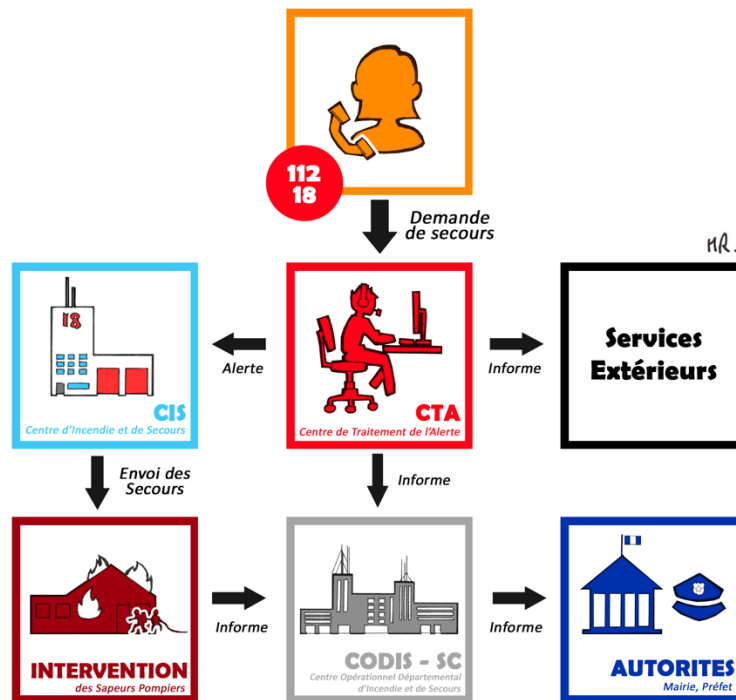 112
18
Demande
de secours
MR.
18
CIS
Centre d'Incendie et de Secours
Alerte
CTA
Centre de Traitement de l'Alerte
Informe
Services
Extérieurs
Envoi des
Secours
Informe
INTERVENTION
des Sapeurs Pompiers
Informe
CODIS - SC
Centre Opérationnel Départemental
d'Incendie et de Secours
Informe
AUTORITES
Mairie, Préfet